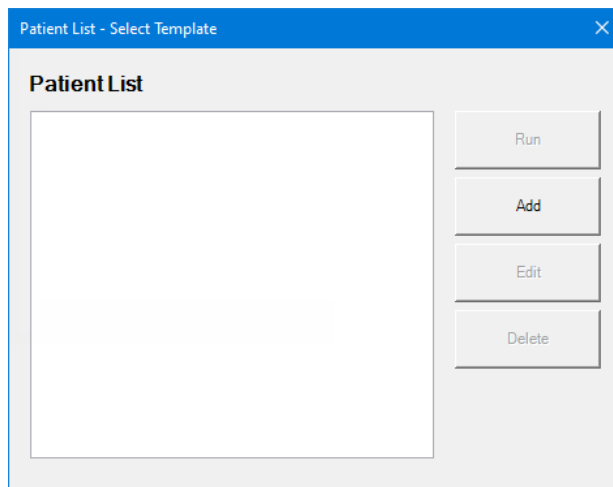 Patient List - Select Template
Patient List
Run
Add
Edit
Delete